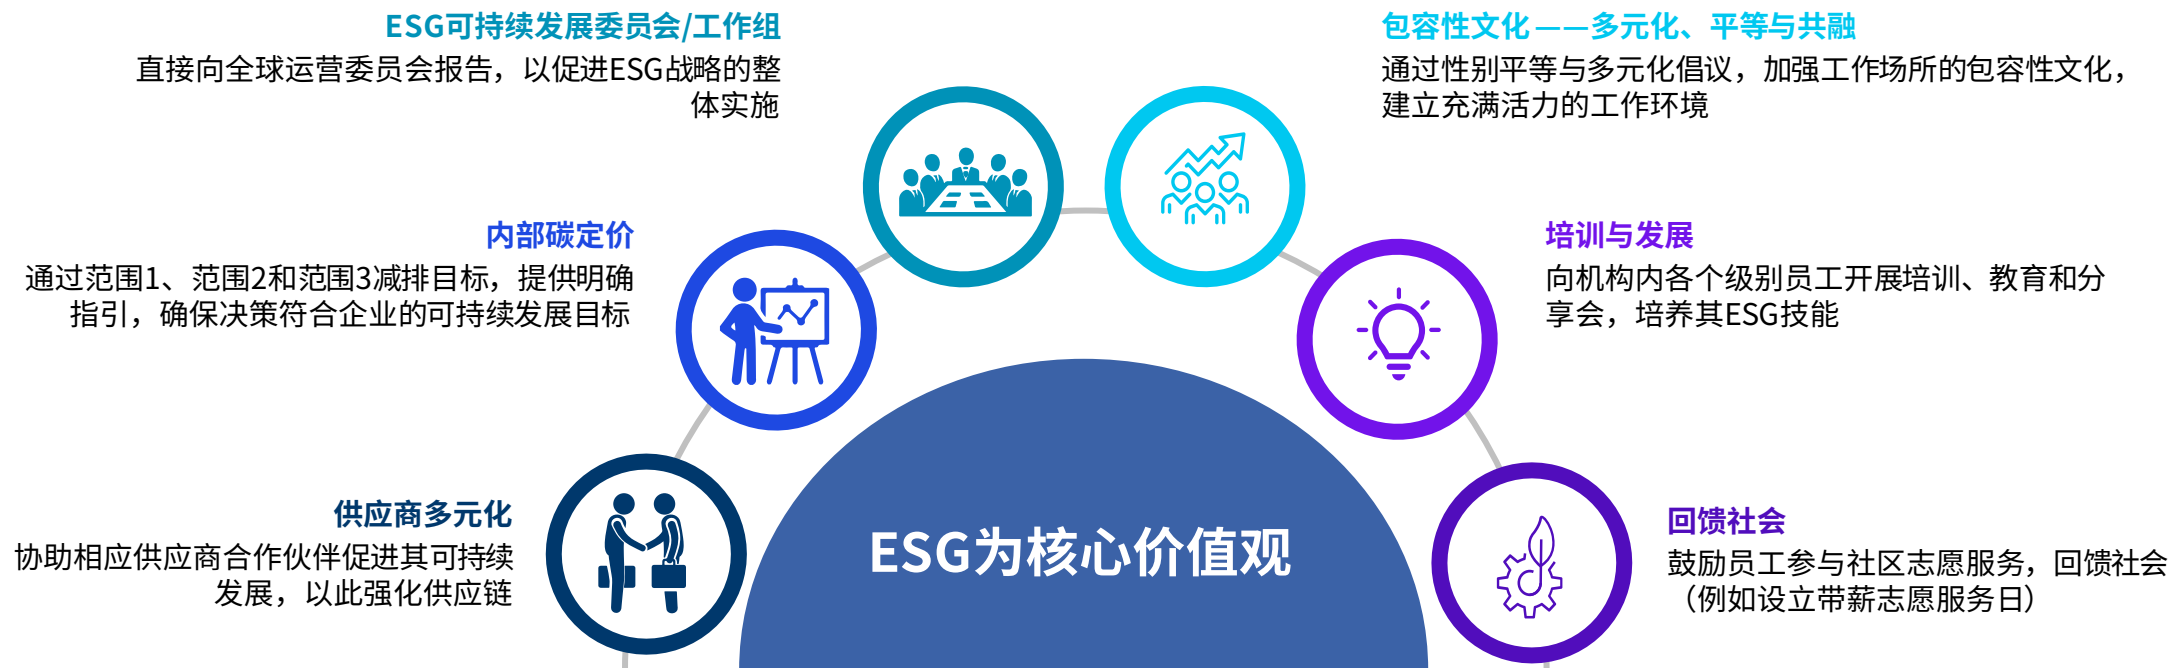 ESG可持续发展委员会/工作组
直接向全球运营委员会报告，以促进ESG战略的整
体实施
包容性文化——多元化、平等与共融
通过性别平等与多元化倡议，加强工作场所的包容性文化，
建立充满活力的工作环境
内部碳定价
通过范围1、范围2和范围3减排目标，提供明确
指引，确保决策符合企业的可持续发展目标
培训与发展
向机构内各个级别员工开展培训、教育和分
享会，培养其ESG技能
供应商多元化
协助相应供应商合作伙伴促进其可持续
发展，以此强化供应链
ESG为核心价值观
回馈社会
鼓励员工参与社区志愿服务，回馈社会
（例如设立带薪志愿服务日）